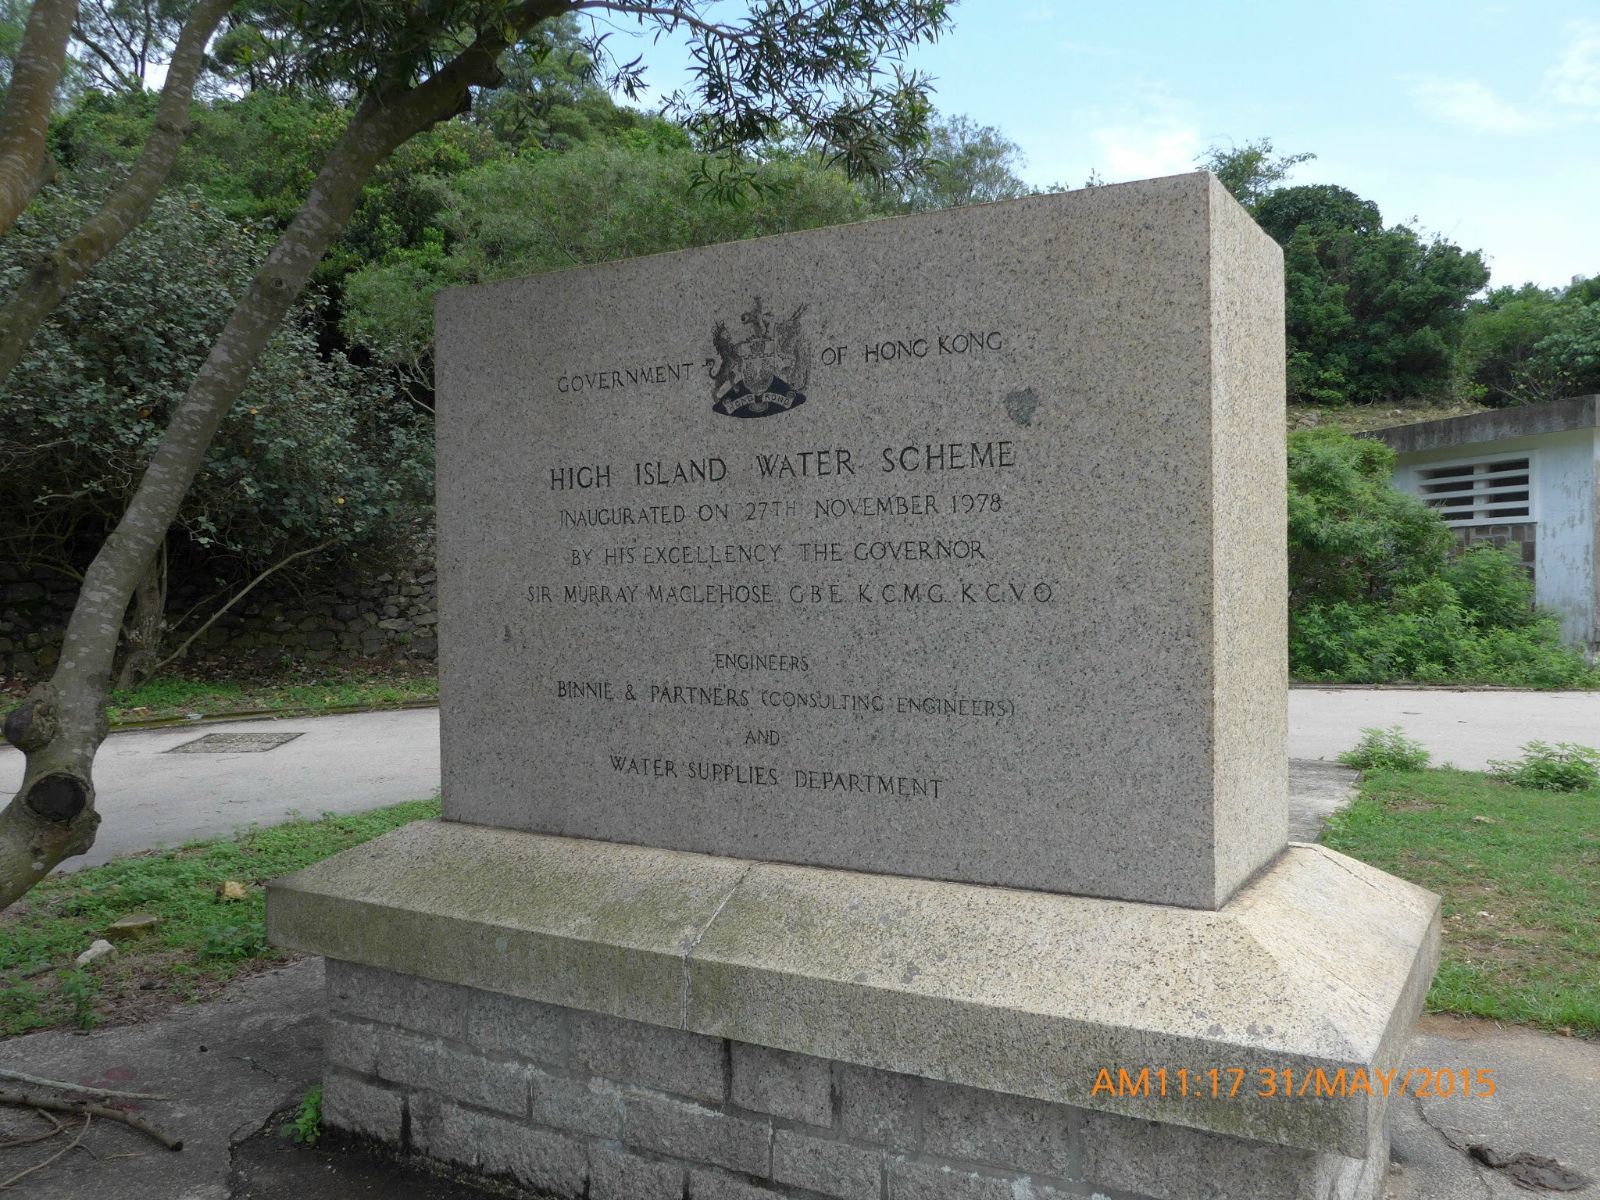 GOVERNMENT OF HONG KONG
HONG KONG
HIGH ISLAND WATER SCHEME
INAUGURATED ON 27TH NOVEMBER 1978
BY HIS EXCELLENCY THE GOVERNOR
SIR MURRAY MACLEHOSE G.B.E. K.C.M.G. K.C.V.O.
ENGINEERS
BINNIE & PARTNERS (CONSULTING ENGINEERS)
AND
WATER SUPPLIES DEPARTMENT
AM11:17 31/MAY/2015